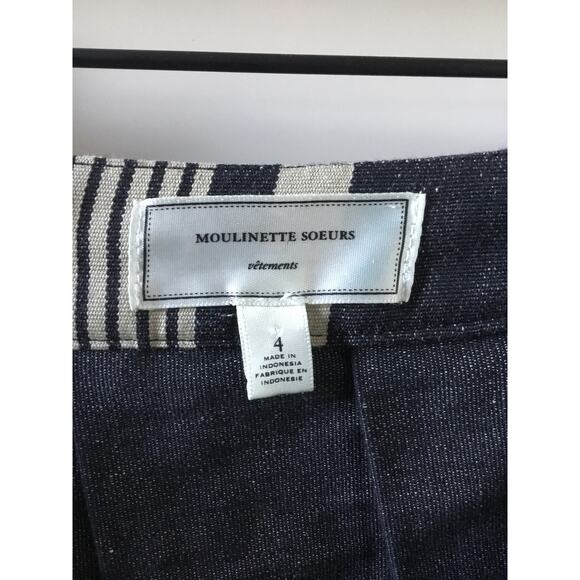 MOULINETTE SOEURS
vêtements
4
MADE IN
INDONESIA
FABRIQUE EN
INDONESIE